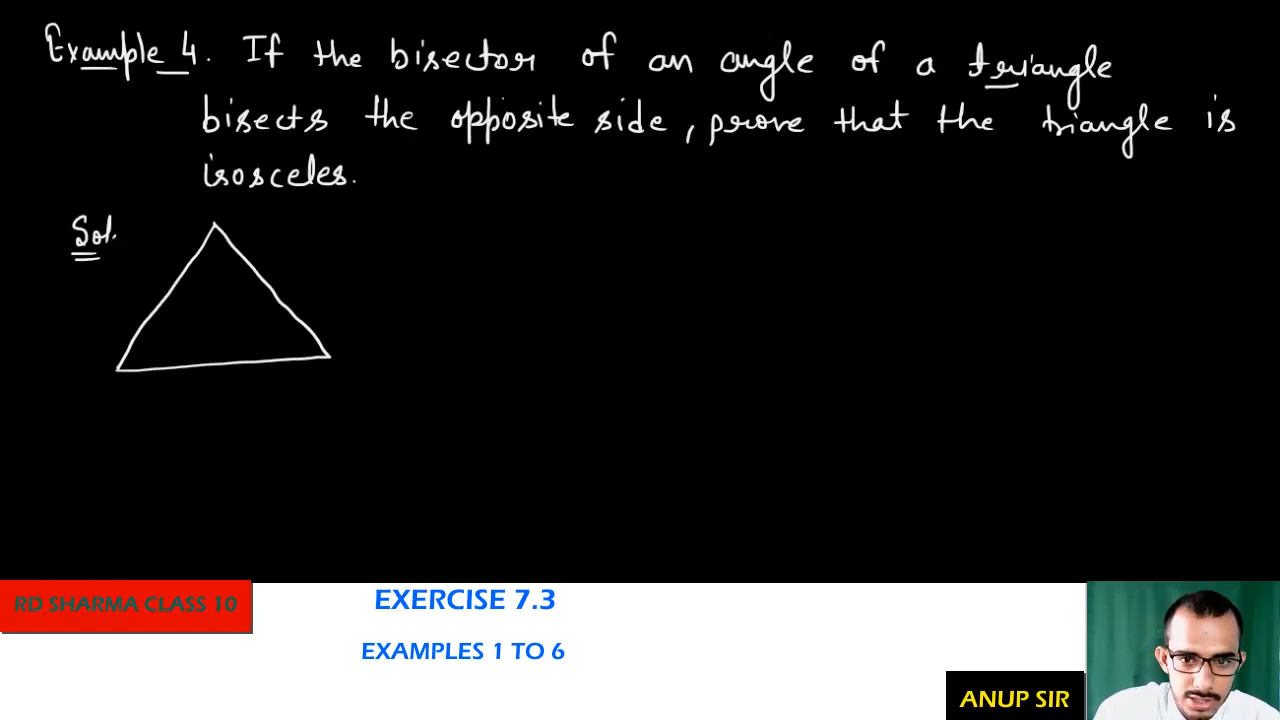 Example 4. If the bisector of an angle of a triangle
bisects the opposite side, prove that the triangle is
isosceles.
Sol.
RD SHARMA CLASS 10
EXERCISE 7.3
EXAMPLES 1 TO 6
ANUP SIR